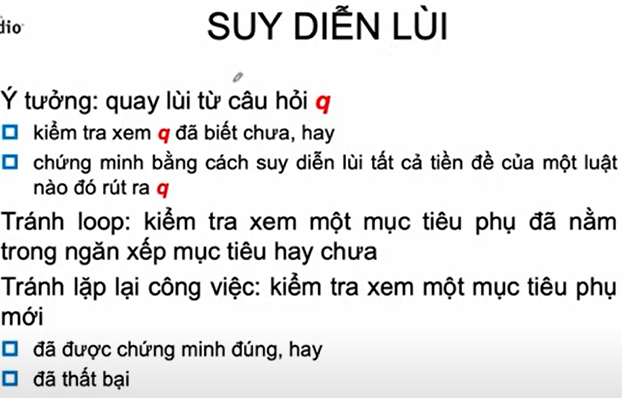 dio
SUY DIỄN LÙI
Ý tưởng: quay lùi từ câu hỏi q
kiểm tra xem q đã biết chưa, hay
chứng minh bằng cách suy diễn lùi tất cả tiền đề của một luật
nào đó rút ra q
Tránh loop: kiểm tra xem một mục tiêu phụ đã nằm
trong ngăn xếp mục tiêu hay chưa
Tránh lặp lại công việc: kiểm tra xem một mục tiêu phụ
mới
đã được chứng minh đúng, hay
đã thất bại